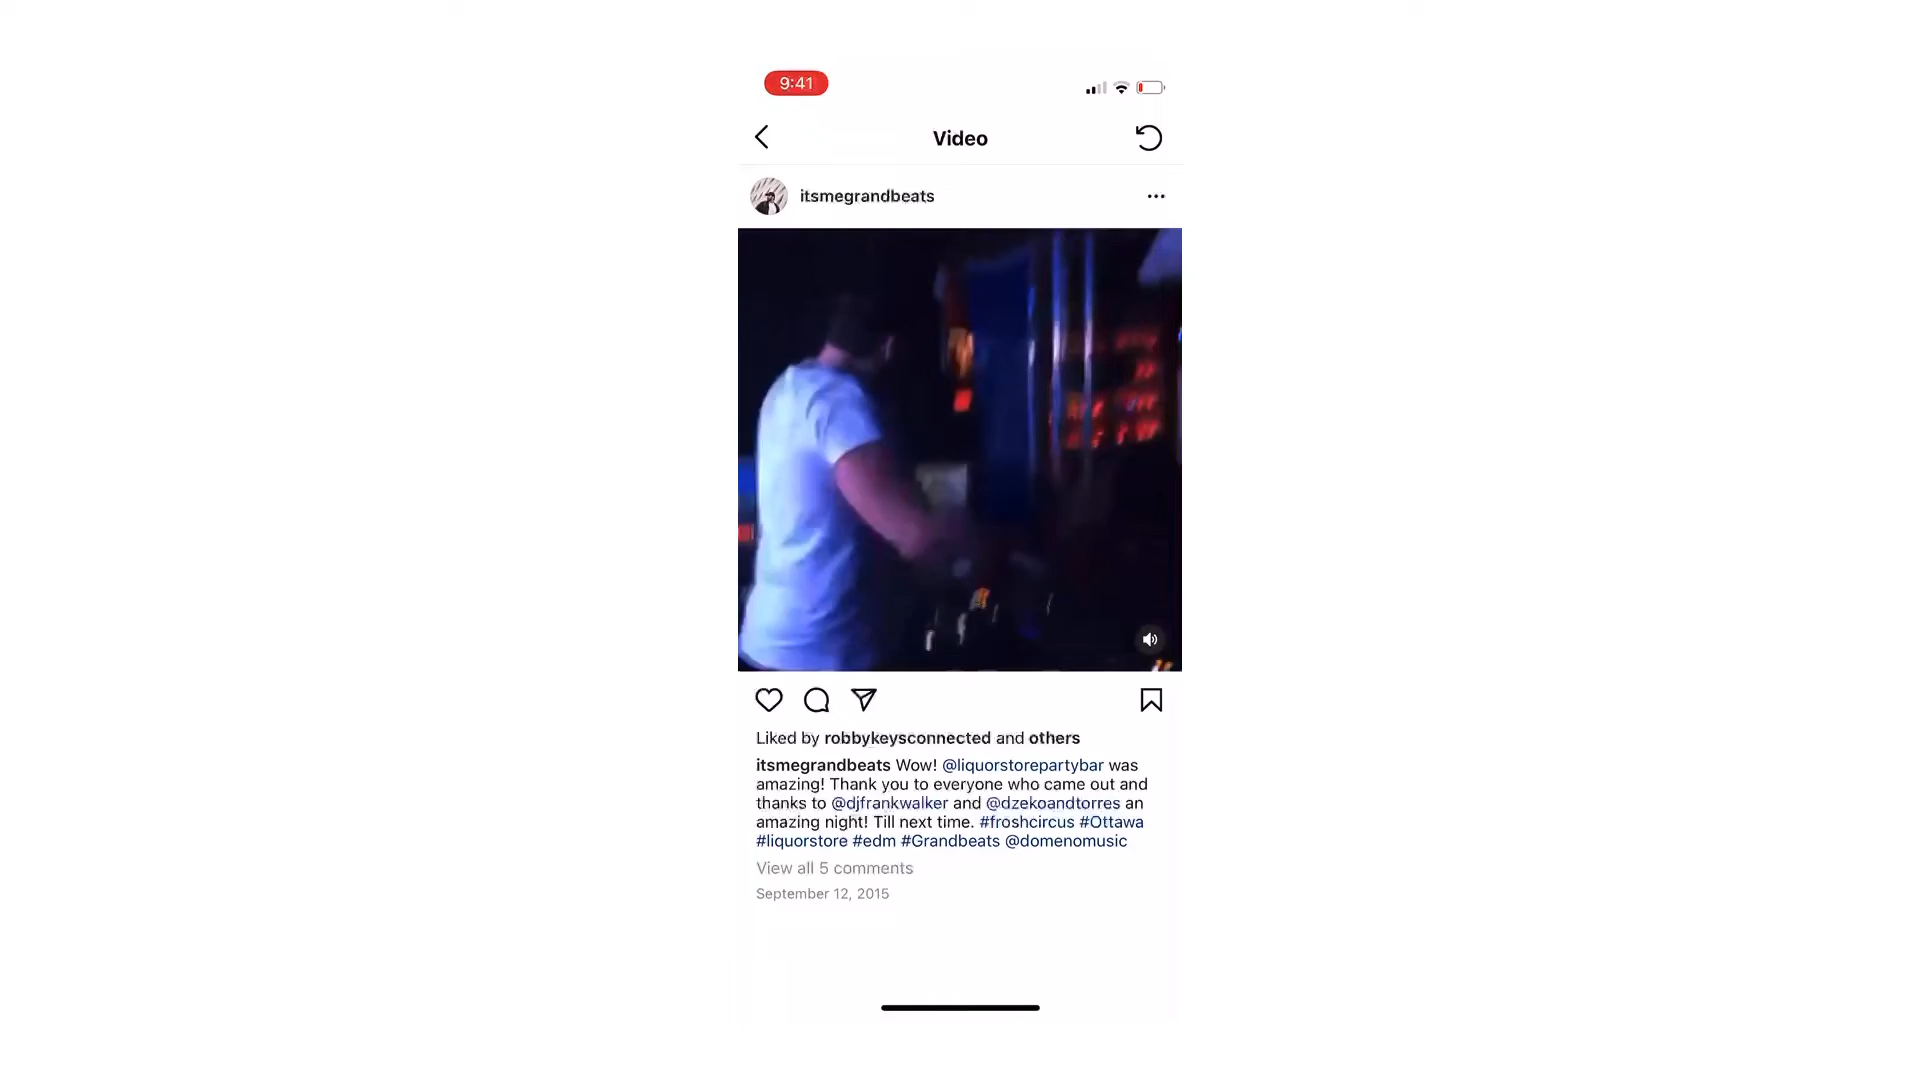 9:41
Video
itsmegrandbeats
Liked by robbykeysconnected and others
itsmegrandbeats Wow! @liquorstorepartybar was
amazing! Thank you to everyone who came out and
thanks to @djfrankwalker and @dzekoandtorres an
amazing night! Till next time. #froshcircus #Ottawa
#liquorstore #edm #Grandbeats @domenomusic
View all 5 comments
September 12, 2015